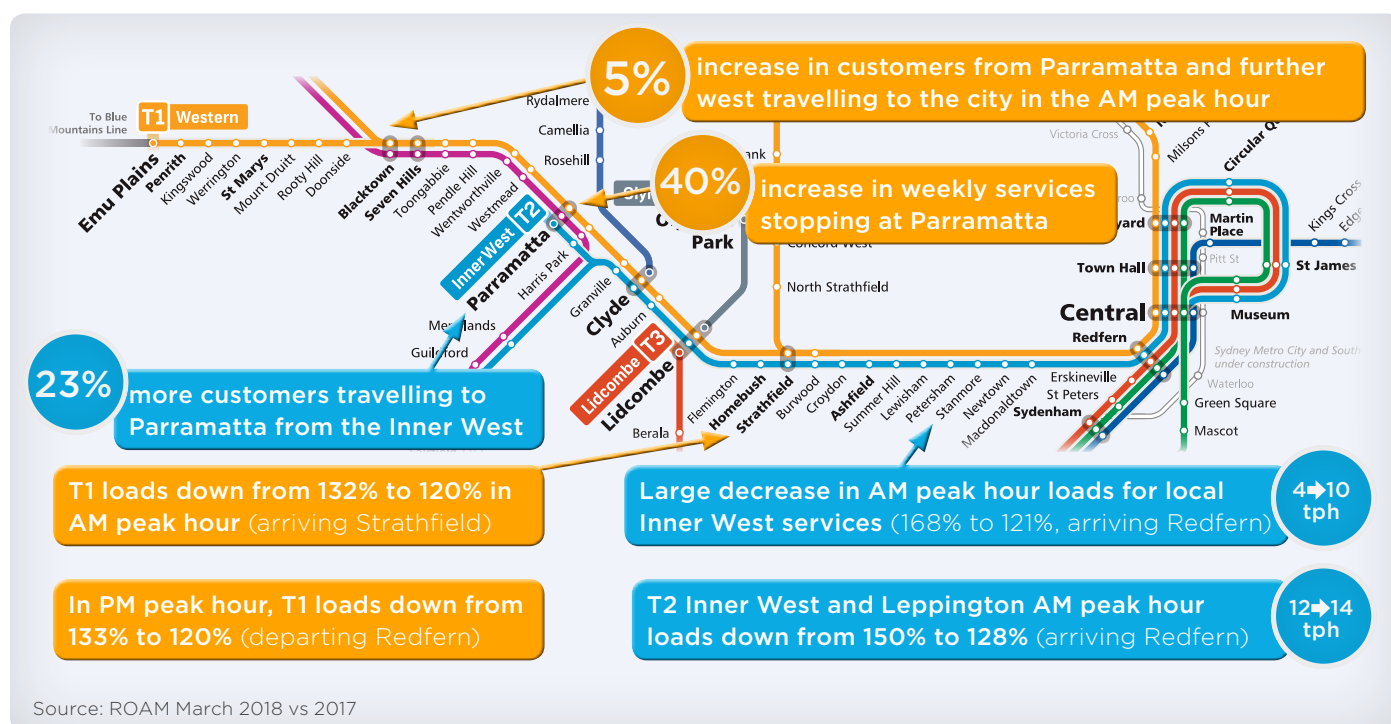 5%
increase in customers from Parramatta and further
west travelling to the city in the AM peak hour
To Blue
Mountains Line
T1 Western
Emu Plains
Penrith
Kingswood
Werrington
St Marys
Mount Druitt
Rooty Hill
Doonside
Blacktown
Seven Hills
Toongabbie
Pendle Hill
Wentworthville
Westmead
Rydalmere
Camellia
Rosehill
40%
increase in weekly services
stopping at Parramatta
Park
Concord West
North Strathfield
Inner West T2
Parramatta
Harris Park
Granville
Clyde
Auburn
Lidcombe T3
Lidcombe
Berala
Flemington
Homebush
Strathfield
Burwood
Croydon
Ashfield
Summer Hill
Lewisham
Petersham
Stanmore
Newtown
Macdonaldtown
Victoria Cross
Milsons
Circular
Martin
Place
Kings Cross
Pitt St
St James
Town Hall
Central
Museum
Redfern
Sydney Metro City and South
under construction
Erskineville
St Peters
Sydenham
Waterloo
Green Square
Mascot
23%
more customers travelling to
Parramatta from the Inner West
T1 loads down from 132% to 120% in
AM peak hour (arriving Strathfield)
Large decrease in AM peak hour loads for local
Inner West services (168% to 121%, arriving Redfern)
4➔10
tph
In PM peak hour, T1 loads down from
133% to 120% (departing Redfern)
T2 Inner West and Leppington AM peak hour
loads down from 150% to 128% (arriving Redfern)
12➔14
tph
Source: ROAM March 2018 vs 2017